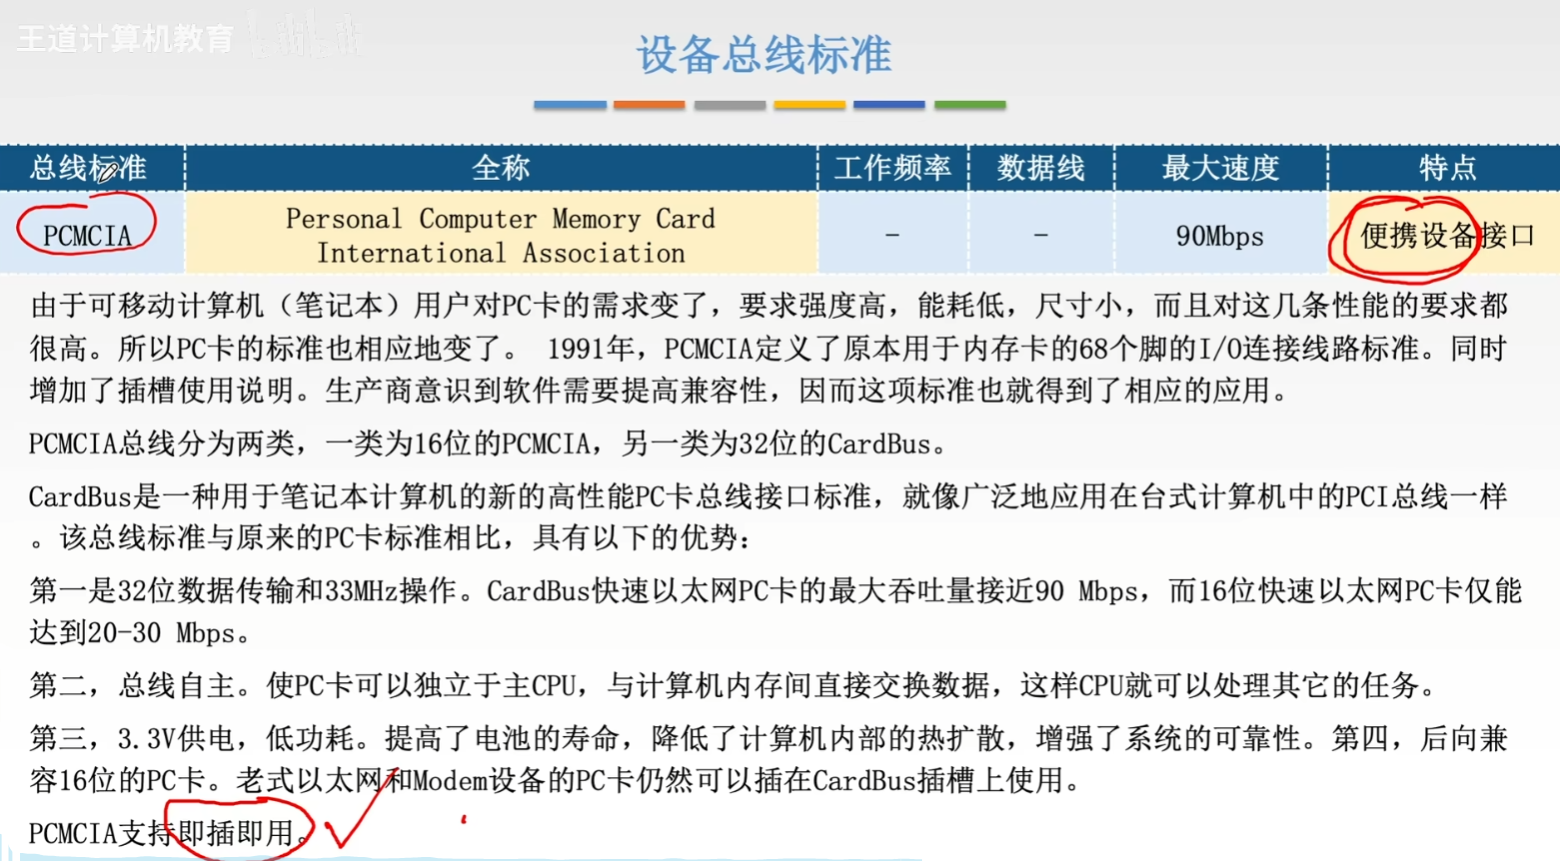 王道计算机教育
设备总线标准
总线标准 全称 工作频率 数据线 最大速度 特点
PCMCIA Personal Computer Memory Card International Association - - 90Mbps 便携设备接口
由于可移动计算机（笔记本）用户对PC卡的需求变了，要求强度高，能耗低，尺寸小，而且对这几条性能的要求都
很高。所以PC卡的标准也相应地变了。 1991年，PCMCIA定义了原本用于内存卡的68个脚的I/O连接线路标准。同时
增加了插槽使用说明。生产商意识到软件需要提高兼容性，因而这项标准也就得到了相应的应用。
PCMCIA总线分为两类，一类为16位的PCMCIA，另一类为32位的CardBus。
CardBus是一种用于笔记本计算机的新的高性能PC卡总线接口标准，就像广泛地应用在台式计算机中的PCI总线一样
。该总线标准与原来的PC卡标准相比，具有以下的优势：
第一是32位数据传输和33MHz操作。CardBus快速以太网PC卡的最大吞吐量接近90 Mbps，而16位快速以太网PC卡仅能
达到20-30 Mbps。
第二，总线自主。使PC卡可以独立于主CPU，与计算机内存间直接交换数据，这样CPU就可以处理其它的任务。
第三，3.3V供电，低功耗。提高了电池的寿命，降低了计算机内部的热扩散，增强了系统的可靠性。第四，后向兼
容16位的PC卡。老式以太网和Modem设备的PC卡仍然可以插在CardBus插槽上使用。
PCMCIA支持即插即用。